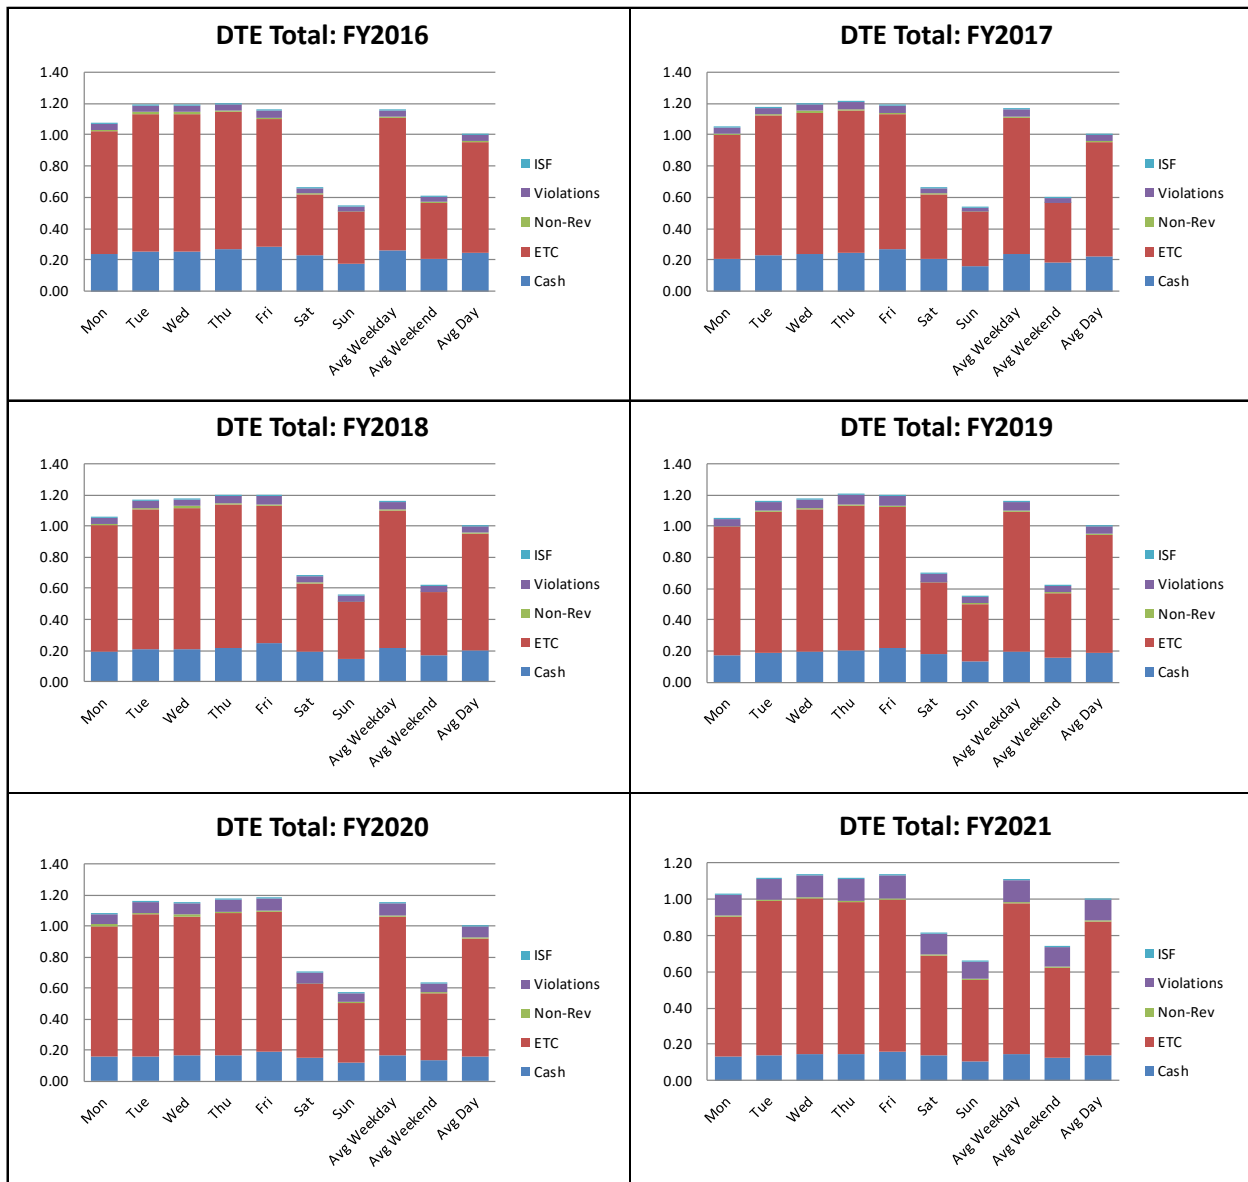 DTE Total: FY2016
1.40
1.20
1.00
0.80
0.60
0.40
0.20
0.00
Mon
Tue
Wed
Thu
Fri
Sat
Sun
Avg Weekday
Avg Weekend
Avg Day
ISF
Violations
Non-Rev
ETC
Cash
DTE Total: FY2017
1.40
1.20
1.00
0.80
0.60
0.40
0.20
0.00
Mon
Tue
Wed
Thu
Fri
Sat
Sun
Avg Weekday
Avg Weekend
Avg Day
ISF
Violations
Non-Rev
ETC
Cash
DTE Total: FY2018
1.40
1.20
1.00
0.80
0.60
0.40
0.20
0.00
Mon
Tue
Wed
Thu
Fri
Sat
Sun
Avg Weekday
Avg Weekend
Avg Day
ISF
Violations
Non-Rev
ETC
Cash
DTE Total: FY2019
1.40
1.20
1.00
0.80
0.60
0.40
0.20
0.00
Mon
Tue
Wed
Thu
Fri
Sat
Sun
Avg Weekday
Avg Weekend
Avg Day
ISF
Violations
Non-Rev
ETC
Cash
DTE Total: FY2020
1.40
1.20
1.00
0.80
0.60
0.40
0.20
0.00
Mon
Tue
Wed
Thu
Fri
Sat
Sun
Avg Weekday
Avg Weekend
Avg Day
ISF
Violations
Non-Rev
ETC
Cash
DTE Total: FY2021
1.20
1.00
0.80
0.60
0.40
0.20
0.00
Mon
Tue
Wed
Thu
Fri
Sat
Sun
Avg Weekday
Avg Weekend
Avg Day
ISF
Violations
Non-Rev
ETC
Cash